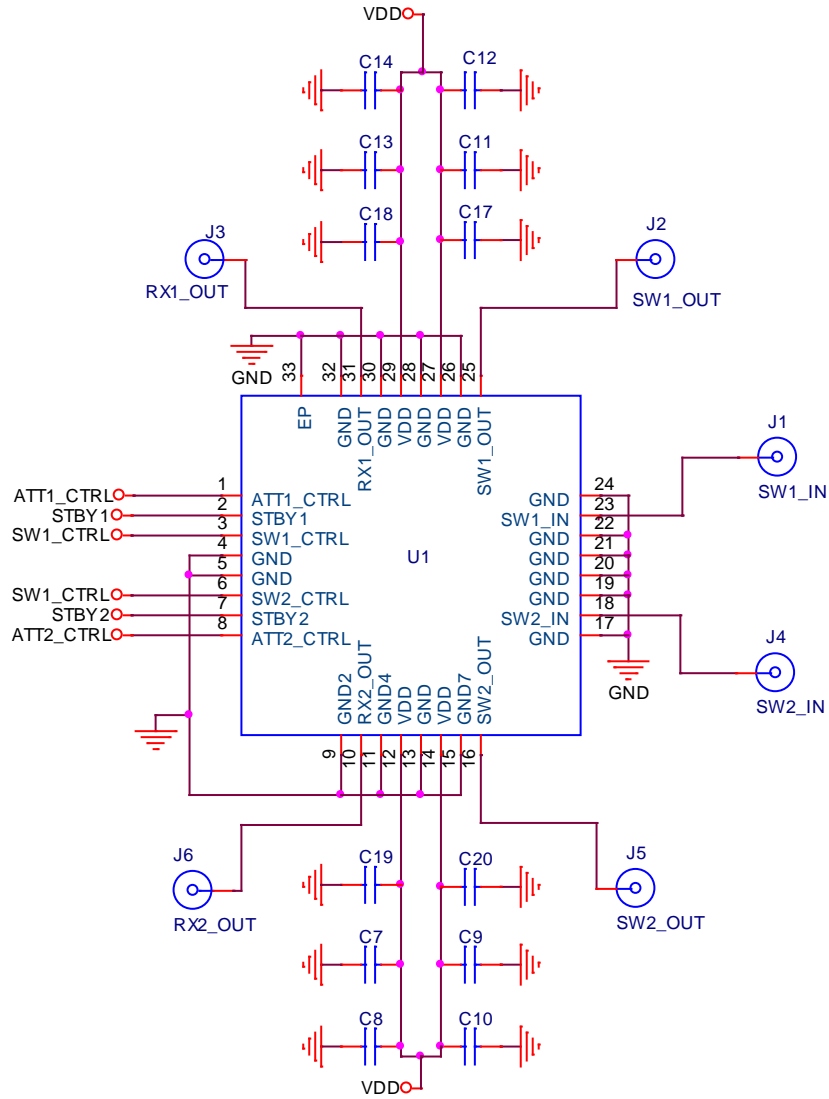 VDD
C14
C12
C13
C11
C18
C17
J3
J2
RX1_OUT
SW1_OUT
GND
33
32
31
30
29
28
27
26
25
EP
GND
RX1_OUT
GND
VDD
GND
VDD
GND
SW1_OUT
J1
SW1_IN
ATT1_CTRL
1
ATT1_CTRL
STBY1
2
STBY1
SW1_CTRL
3
SW1_CTRL
4
GND
5
GND
SW1_CTRL
6
SW2_CTRL
STBY2
7
STBY2
ATT2_CTRL
8
ATT2_CTRL
U1
GND
24
SW1_IN
23
GND
22
GND
21
GND
20
GND
19
SW2_IN
18
GND
17
GND
J4
SW2_IN
GND2
RX2_OUT
GND4
VDD
GND
VDD
GND7
SW2_OUT
9
10
11
12
13
14
15
16
J6
J5
RX2_OUT
SW2_OUT
C19
C20
C7
C9
C8
C10
VDD